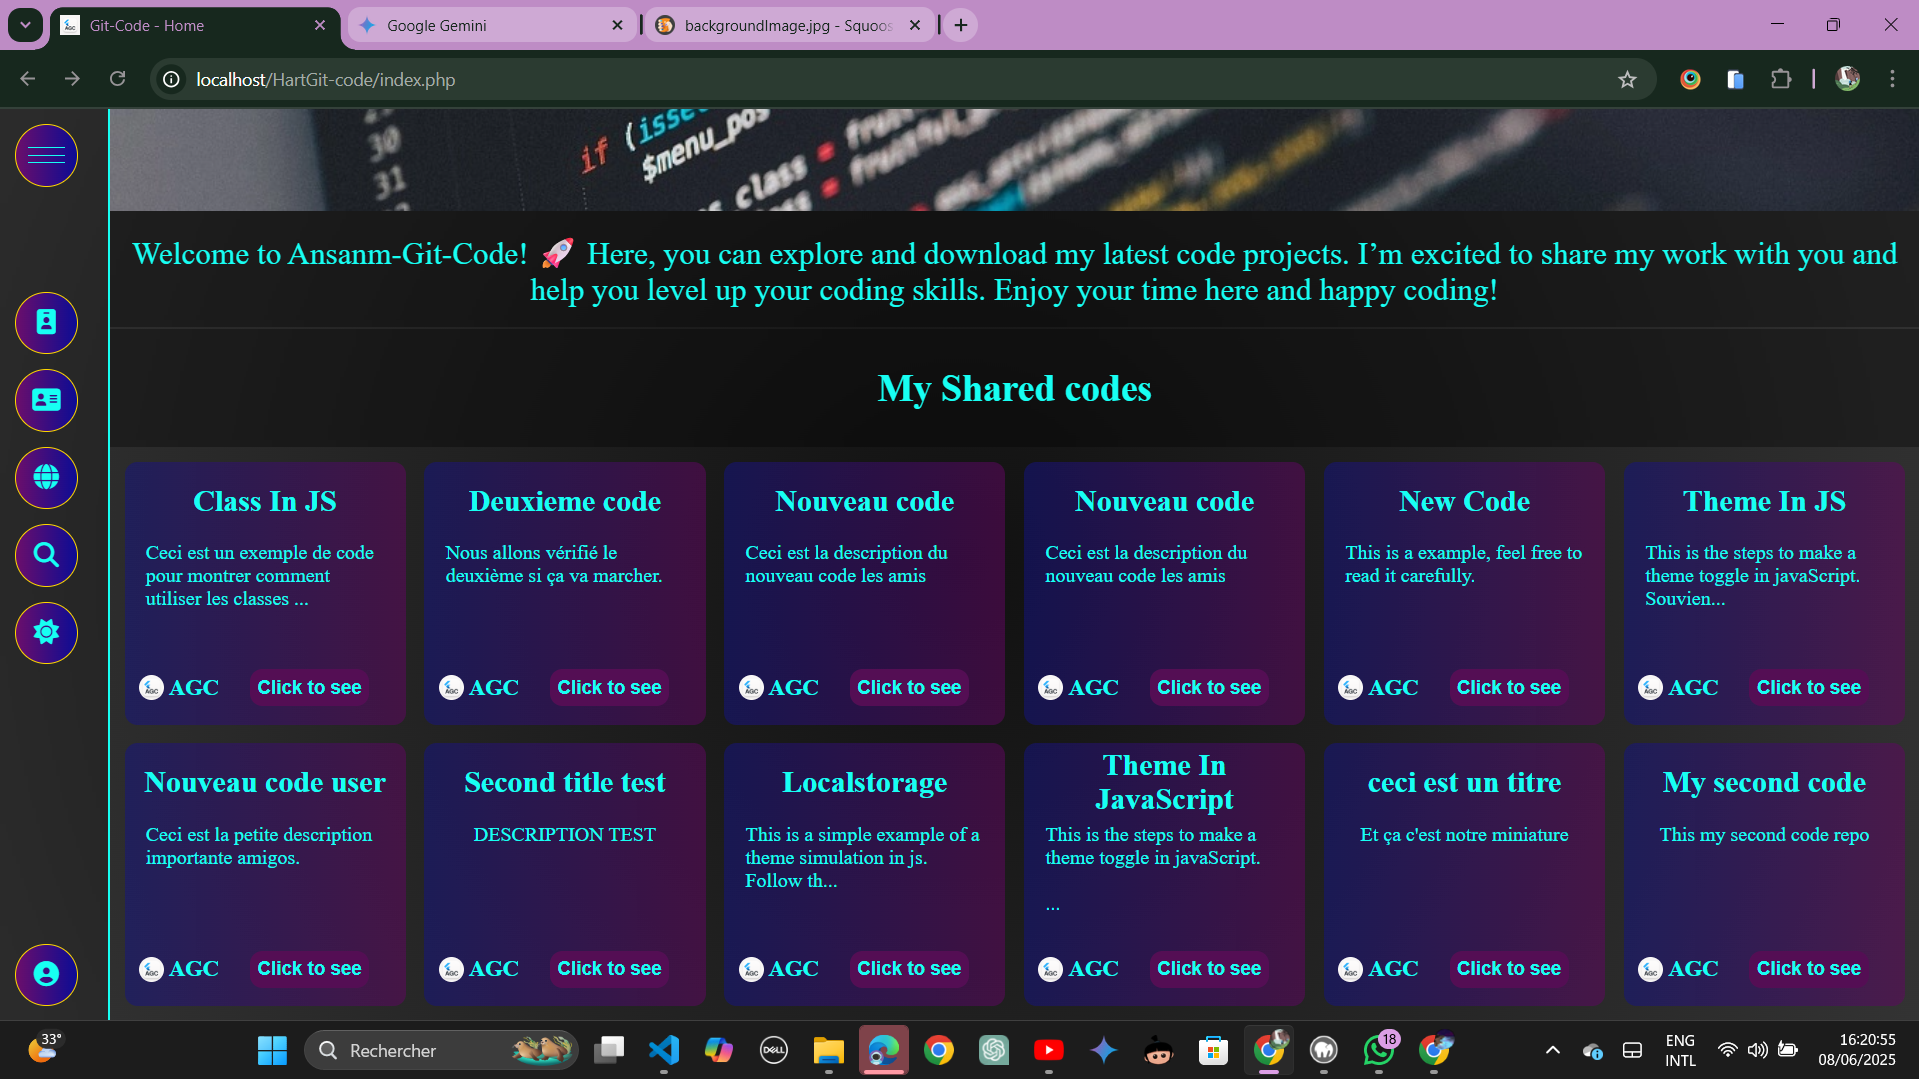 Git-Code - Home
Google Gemini
backgroundImage.jpg - Squoos
localhost/HartGit-code/index.php
30
31
if (isse
$menu_pos
class = fruitful
=
Welcome to Ansanm-Git-Code! 🚀 Here, you can explore and download my latest code projects. I’m excited to share my work with you and
help you level up your coding skills. Enjoy your time here and happy coding!
My Shared codes
Class In JS
Ceci est un exemple de code
pour montrer comment
utiliser les classes ...
AGC
Click to see
Deuxieme code
Nous allons vérifié le
deuxième si ça va marcher.
AGC
Click to see
Nouveau code
Ceci est la description du
nouveau code les amis
AGC
Click to see
Nouveau code
Ceci est la description du
nouveau code les amis
AGC
Click to see
New Code
This is a example, feel free to
read it carefully.
AGC
Click to see
Theme In JS
This is the steps to make a
theme toggle in javaScript.
Souvien...
AGC
Click to see
Nouveau code user
Ceci est la petite description
importante amigos.
AGC
Click to see
Second title test
DESCRIPTION TEST
AGC
Click to see
Localstorage
This is a simple example of a
theme simulation in js.
Follow th...
AGC
Click to see
Theme In
JavaScript
This is the steps to make a
theme toggle in javaScript.
...
AGC
Click to see
ceci est un titre
Et ça c'est notre miniature
AGC
Click to see
My second code
This my second code repo
AGC
Click to see
33°
Rechercher
DELL
18
ENG
INTL
16:20:55
08/06/2025